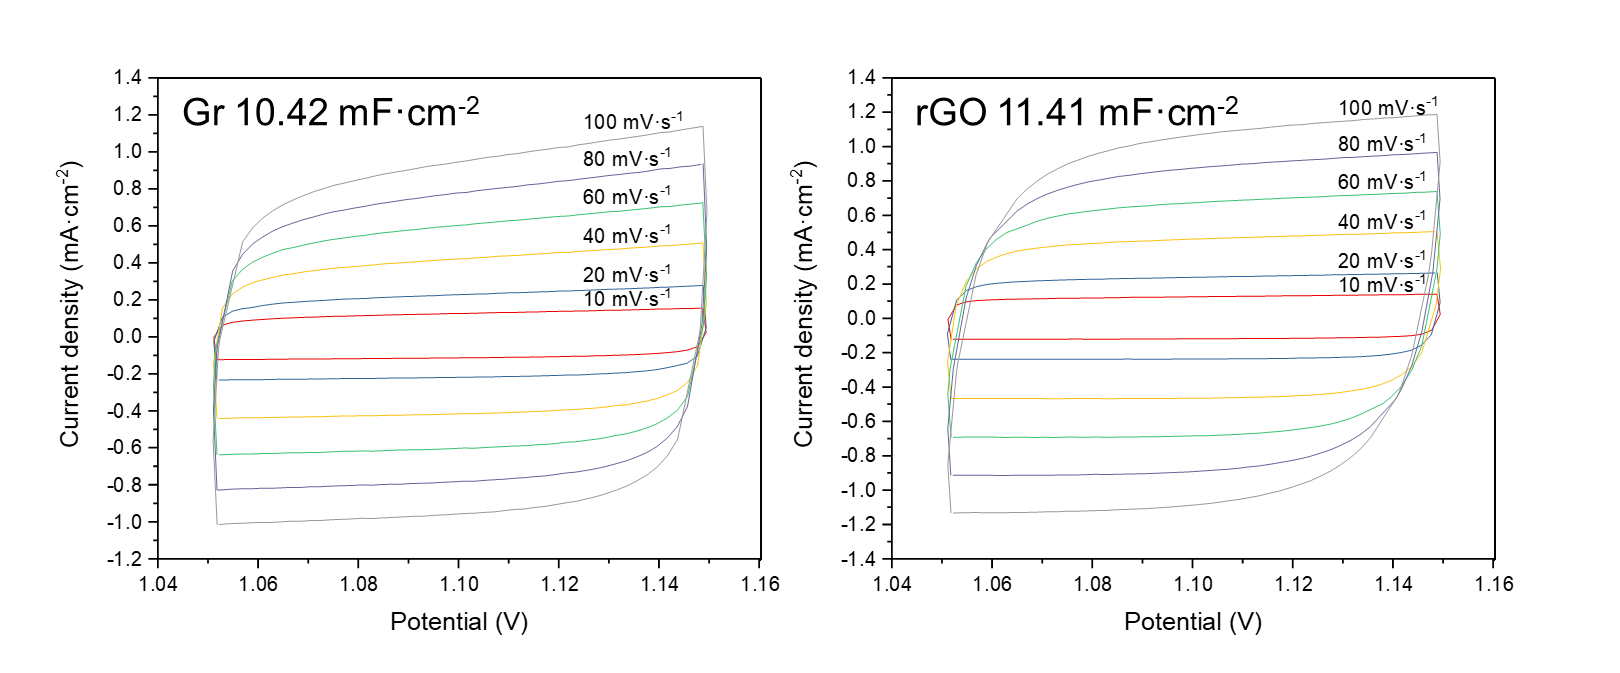 Gr 10.42 mF·cm⁻²
100 mV·s⁻¹
80 mV·s⁻¹
60 mV·s⁻¹
40 mV·s⁻¹
20 mV·s⁻¹
10 mV·s⁻¹
1.4
1.2
1.0
0.8
0.6
0.4
0.2
0.0
-0.2
-0.4
-0.6
-0.8
-1.0
-1.2
Current density (mA·cm⁻²)
1.04 1.06 1.08 1.10 1.12 1.14 1.16
Potential (V)
rGO 11.41 mF·cm⁻²
100 mV·s⁻¹
80 mV·s⁻¹
60 mV·s⁻¹
40 mV·s⁻¹
20 mV·s⁻¹
10 mV·s⁻¹
1.4
1.2
1.0
0.8
0.6
0.4
0.2
0.0
-0.2
-0.4
-0.6
-0.8
-1.0
-1.2
-1.4
Current density (mA·cm⁻²)
1.04 1.06 1.08 1.10 1.12 1.14 1.16
Potential (V)